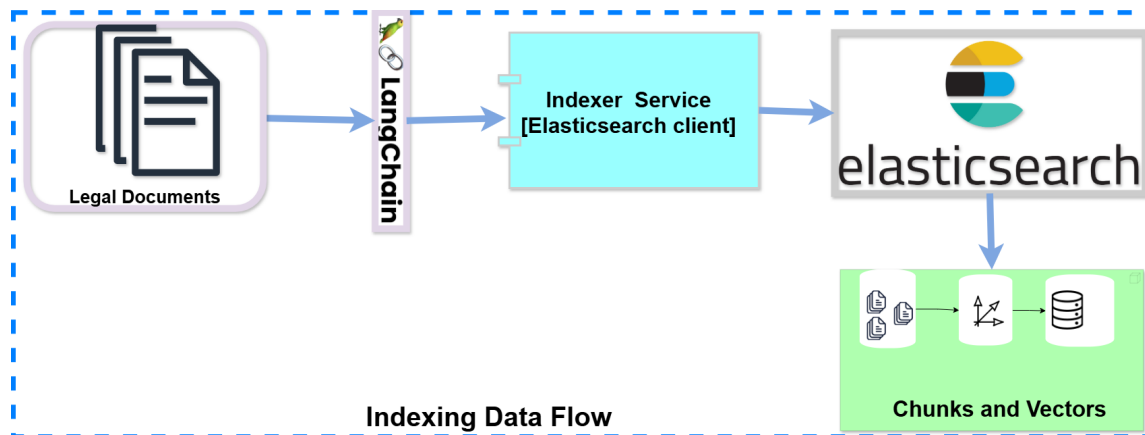 Legal Documents
LangChain
Indexer Service
[Elasticsearch client]
elasticsearch
Chunks and Vectors
Indexing Data Flow